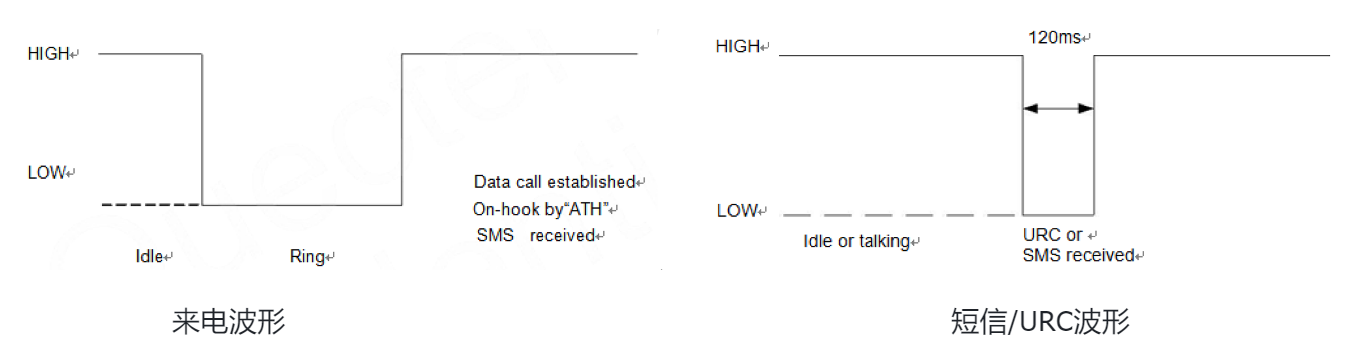 HIGH↵
LOW↵
Data call established↵
On-hook by“ATH”↵
SMS received↵
Idle↵
Ring↵
来电波形
120ms↵
HIGH↵
LOW↵
Idle or talking↵
URC or ↵
SMS received↵
短信/URC波形